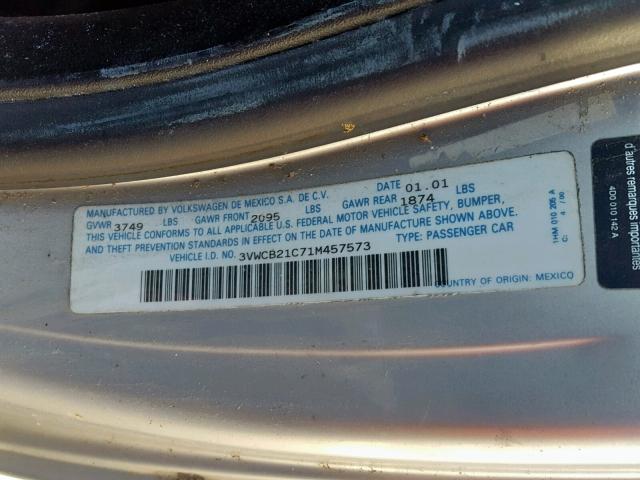 MANUFACTURED BY VOLKSWAGEN DE MEXICO S.A. DE C.V. DATE 01.01
GVWR 3749 LBS GAWR FRONT 2095 LBS GAWR REAR 1874 LBS
THIS VEHICLE CONFORMS TO ALL APPLICABLE U.S. FEDERAL MOTOR VEHICLE SAFETY, BUMPER,
AND THEFT PREVENTION STANDARDS IN EFFECT ON THE DATE OF MANUFACTURE SHOWN ABOVE.
VEHICLE I.D. NO. 3VWCB21C71M457573 TYPE: PASSENGER CAR
COUNTRY OF ORIGIN: MEXICO
1HM 010 205 A
C: 4 / 00
d'autres remarques importantes
4D0 010 142 A